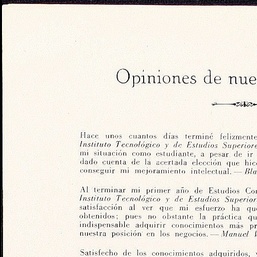 Opiniones de nue
Hace unos cuantos días terminé felizmente
Instituto Tecnológico y de Estudios Superiore
mi situación como estudiante, a pesar de ir
dado cuenta de la acertada elección que hic
conseguir mi mejoramiento intelectual.—Bla
Al terminar mi primer año de Estudios Co
Instituto Tecnológico y de Estudios Superior
satisfacción al ver que mi esfuerzo ha qu
obtenidos; pues no obstante la práctica qu
indispensable adquirir conocimientos más pr
nuestra posición en los negocios.—Manuel
Satisfecho de los conocimientos adquiridos,